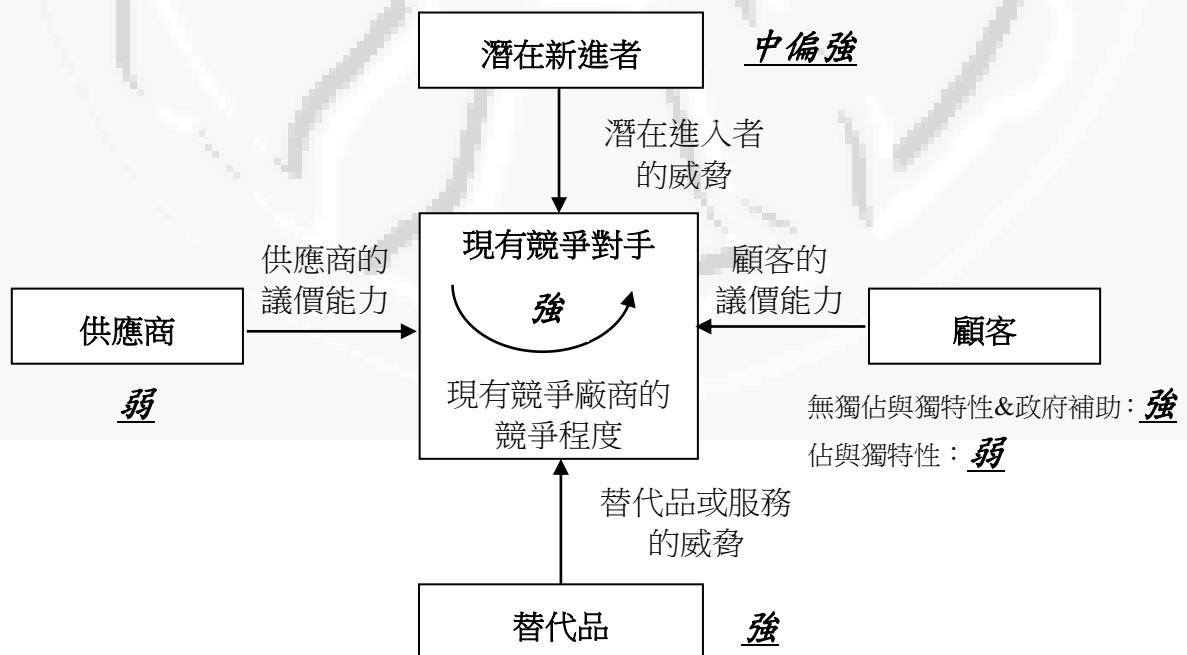 潛在新進者
中偏強
潛在進入者
的威脅
現有競爭對手
強
現有競爭廠商的
競爭程度
供應商的
議價能力
供應商
弱
顧客的
議價能力
顧客
無獨佔與獨特性&政府補助：強
佔與獨特性：弱
替代品或服務
的威脅
替代品
強